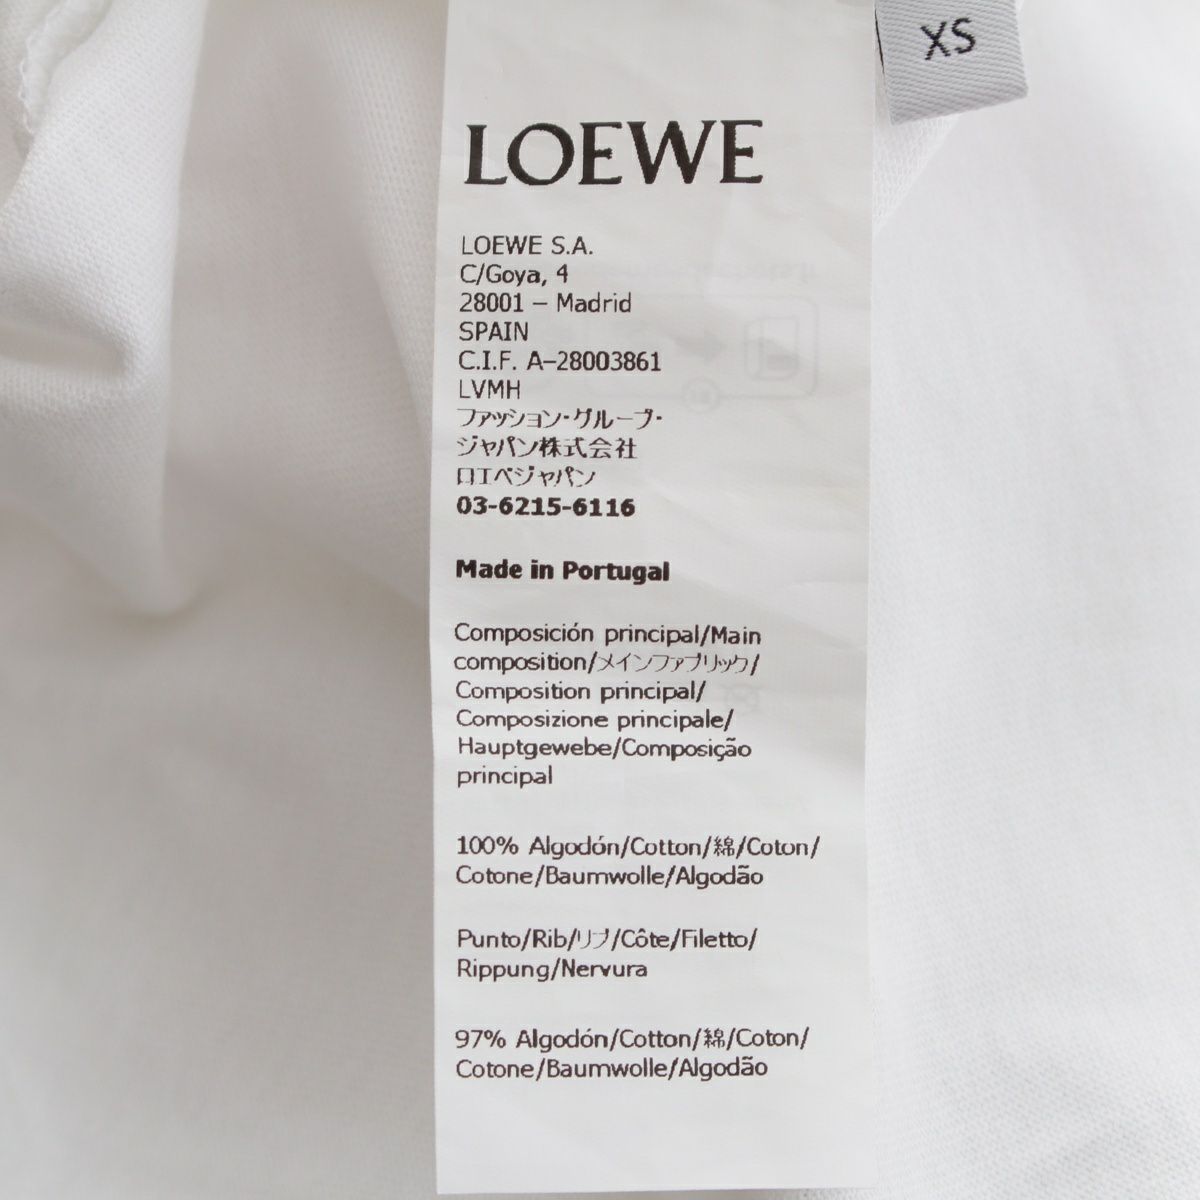 XS
LOEWE
LOEWE S.A.
C/Goya, 4
28001 – Madrid
SPAIN
C.I.F. A–28003861
LVMH
ファッション・グループ・
ジャパン株式会社
ロエベジャパン
03-6215-6116
Made in Portugal
Composición principal/Main
composition/メインファブリック/
Composition principal/
Composizione principale/
Hauptgewebe/Composição
principal
100% Algodón/Cotton/綿/Coton/
Cotone/Baumwolle/Algodão
Punto/Rib/リブ/Côte/Filetto/
Rippung/Nervura
97% Algodón/Cotton/綿/Coton/
Cotone/Baumwolle/Algodão